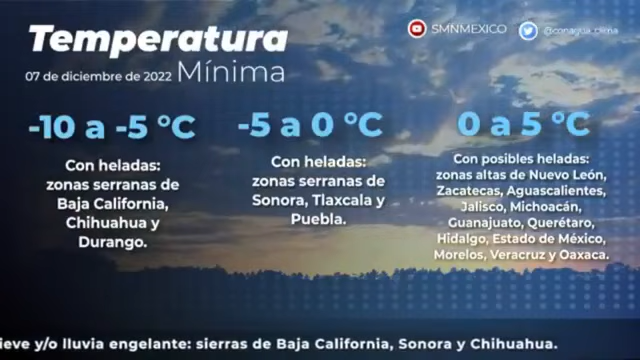 Temperatura
07 de diciembre de 2022 Mínima
SMNMEXICO
@conagua_clima
-10 a -5 °C
Con heladas:
zonas serranas de
Baja California,
Chihuahua y
Durango.
-5 a 0 °C
Con heladas:
zonas serranas de
Sonora, Tlaxcala y
Puebla.
0 a 5 °C
Con posibles heladas:
zonas altas de Nuevo León,
Zacatecas, Aguascalientes,
Jalisco, Michoacán,
Guanajuato, Querétaro,
Hidalgo, Estado de México,
Morelos, Veracruz y Oaxaca.
ieve y/o lluvia engelante: sierras de Baja California, Sonora y Chihuahua.